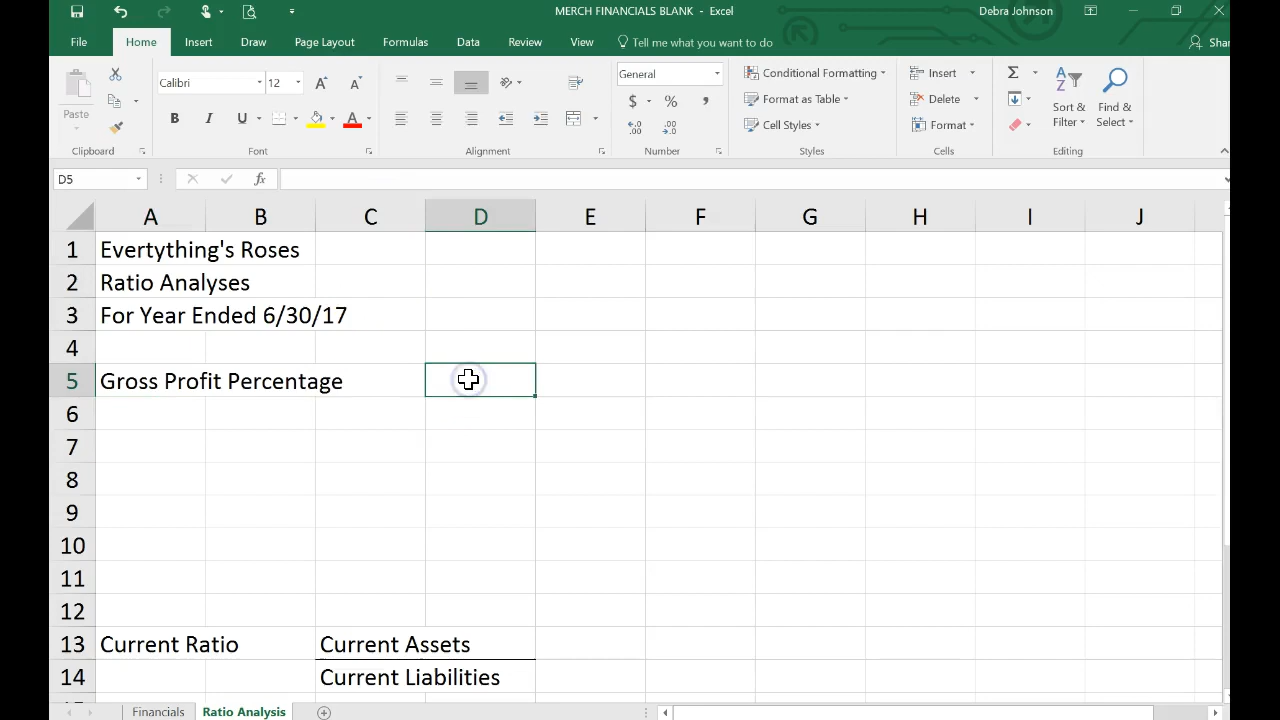 MERCH FINANCIALS BLANK - Excel
Debra Johnson
File Home Insert Draw Page Layout Formulas Data Review View Tell me what you want to do Shar
Calibri 12 General Conditional Formatting Insert
Paste Format as Table Delete Sort & Filter Find & Select
B I U A $ % , Cell Styles Format
Clipboard Font Alignment Number Styles Cells Editing
D5 fx
A B C D E F G H I J
1 Evertything's Roses
2 Ratio Analyses
3 For Year Ended 6/30/17
4
5 Gross Profit Percentage
6
7
8
9
10
11
12
13 Current Ratio Current Assets
14 Current Liabilities
Financials Ratio Analysis